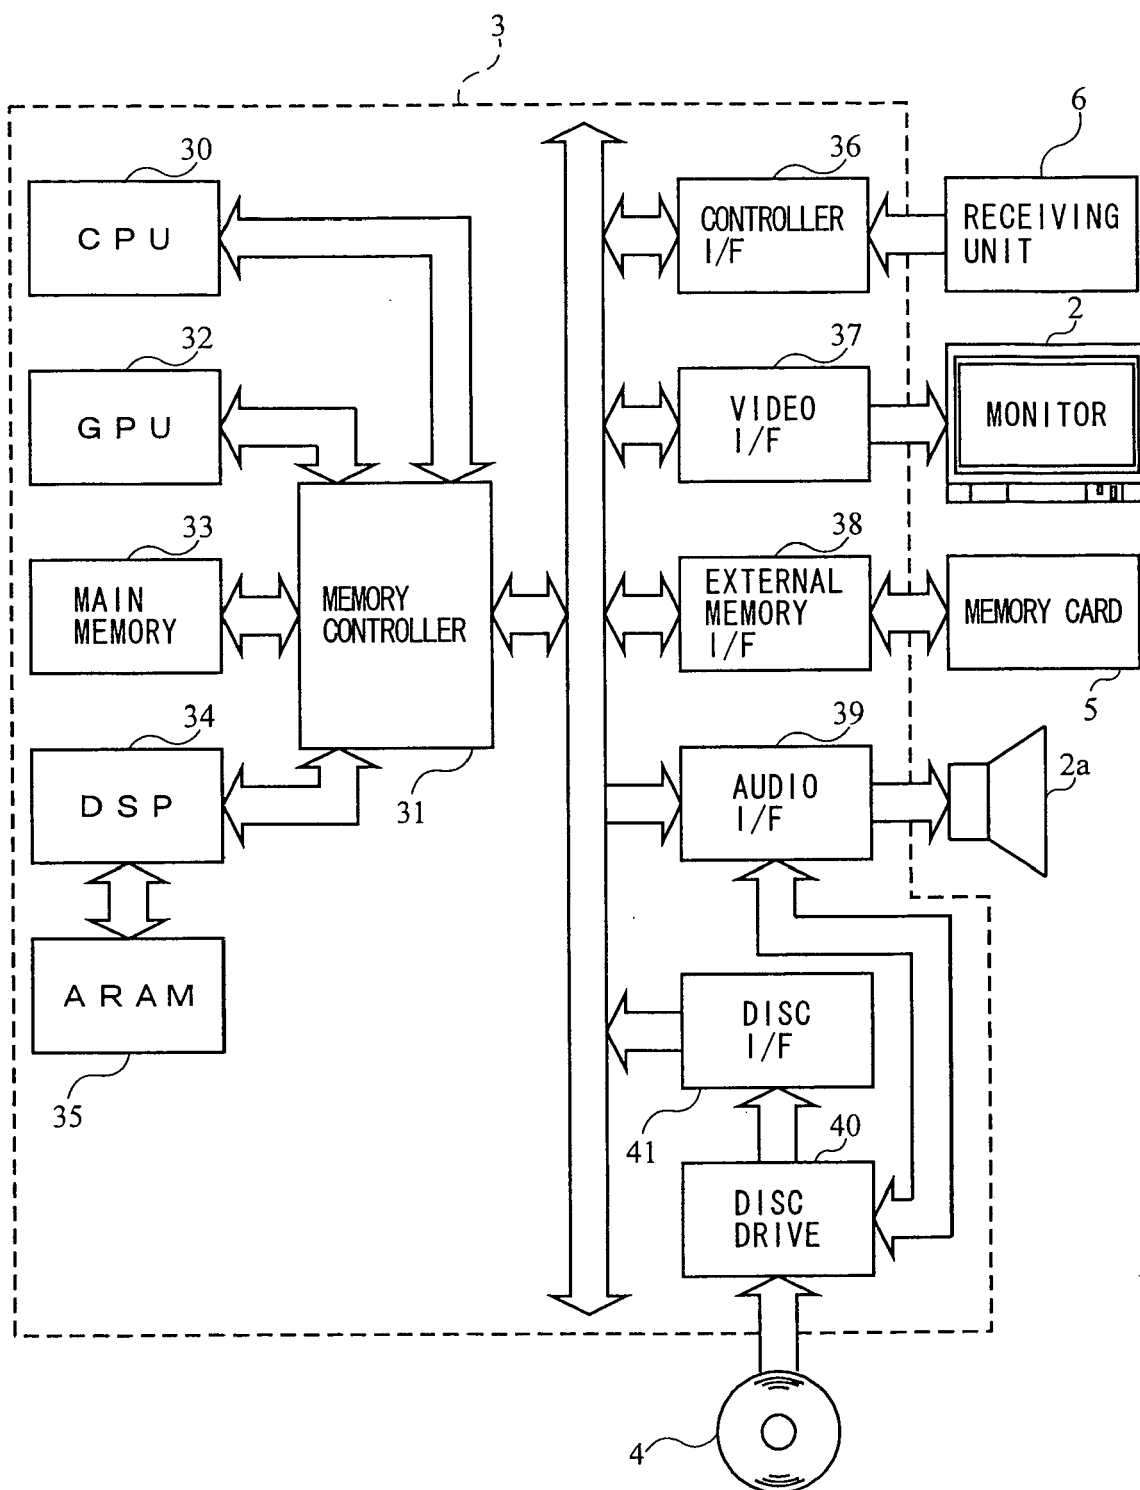 3
30
CPU
36
CONTROLLER
I/F
6
RECEIVING
UNIT
32
GPU
37
VIDEO
I/F
2
MONITOR
33
MAIN
MEMORY
MEMORY
CONTROLLER
31
38
EXTERNAL
MEMORY
I/F
MEMORY CARD
5
34
DSP
39
AUDIO
I/F
2a
ARAM
35
DISC
I/F
41
40
DISC
DRIVE
4